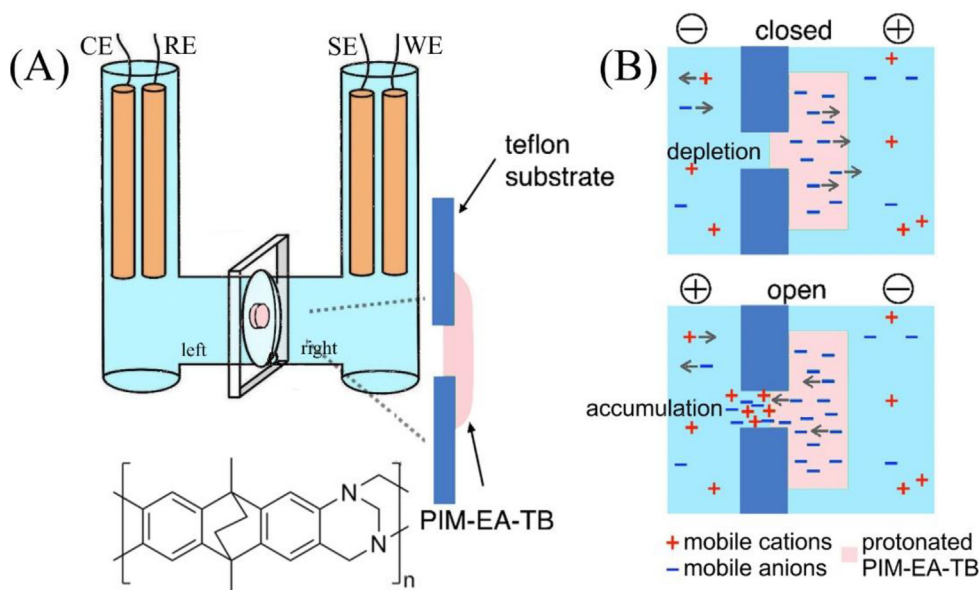 (A)
CE RE
SE WE
teflon
substrate
left
right
PIM-EA-TB
N
N
n
(B)
− closed +
depletion
+ open −
accumulation
+ mobile cations
− mobile anions
protonated
PIM-EA-TB